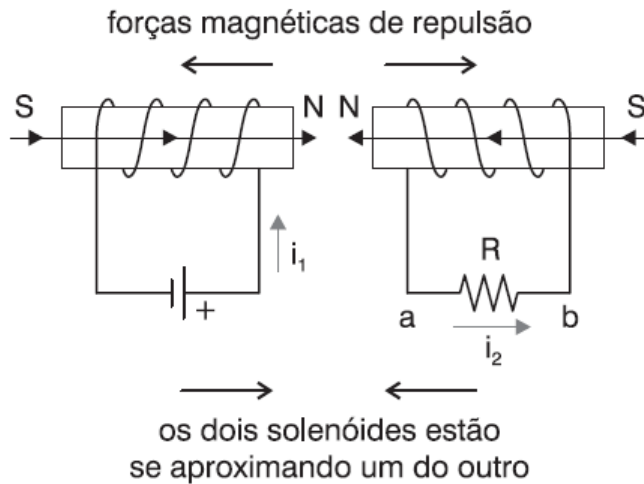 forças magnéticas de repulsão
S N N S
i₁ R
+ a b
i₂
os dois solenóides estão
se aproximando um do outro